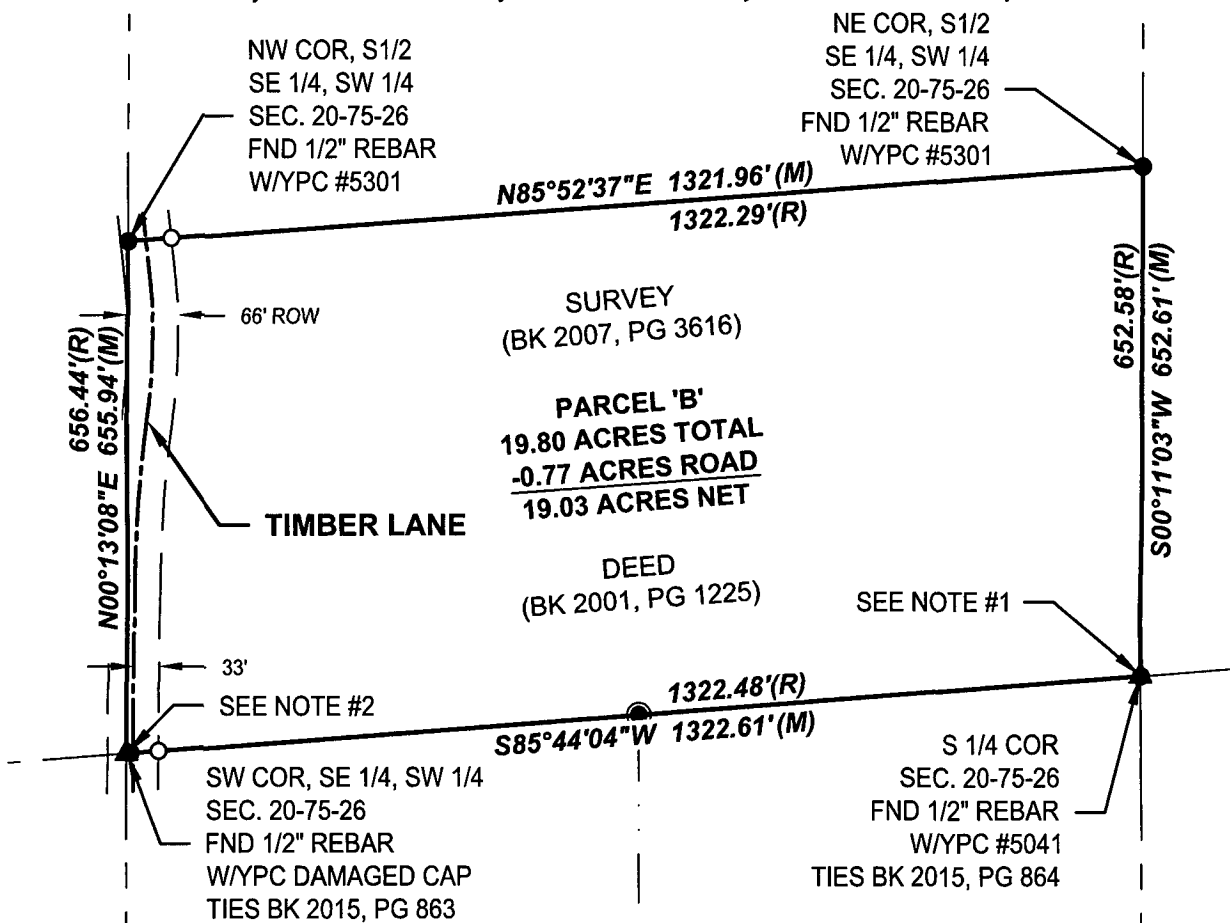 NW COR, S1/2
SE 1/4, SW 1/4
SEC. 20-75-26
FND 1/2" REBAR
W/YPC #5301
NE COR, S1/2
SE 1/4, SW 1/4
SEC. 20-75-26
FND 1/2" REBAR
W/YPC #5301
N85°52'37"E 1321.96' (M)
1322.29'(R)
66' ROW
656.44'(R)
N00°13'08"E 655.94'(M)
SURVEY
(BK 2007, PG 3616)
PARCEL 'B'
19.80 ACRES TOTAL
-0.77 ACRES ROAD
19.03 ACRES NET
652.58'(R)
S00°11'03"W 652.61' (M)
TIMBER LANE
DEED
(BK 2001, PG 1225)
SEE NOTE #1
33'
SEE NOTE #2
1322.48'(R)
S85°44'04"W 1322.61' (M)
SW COR, SE 1/4, SW 1/4
SEC. 20-75-26
FND 1/2" REBAR
W/YPC DAMAGED CAP
TIES BK 2015, PG 863
S 1/4 COR
SEC. 20-75-26
FND 1/2" REBAR
W/YPC #5041
TIES BK 2015, PG 864